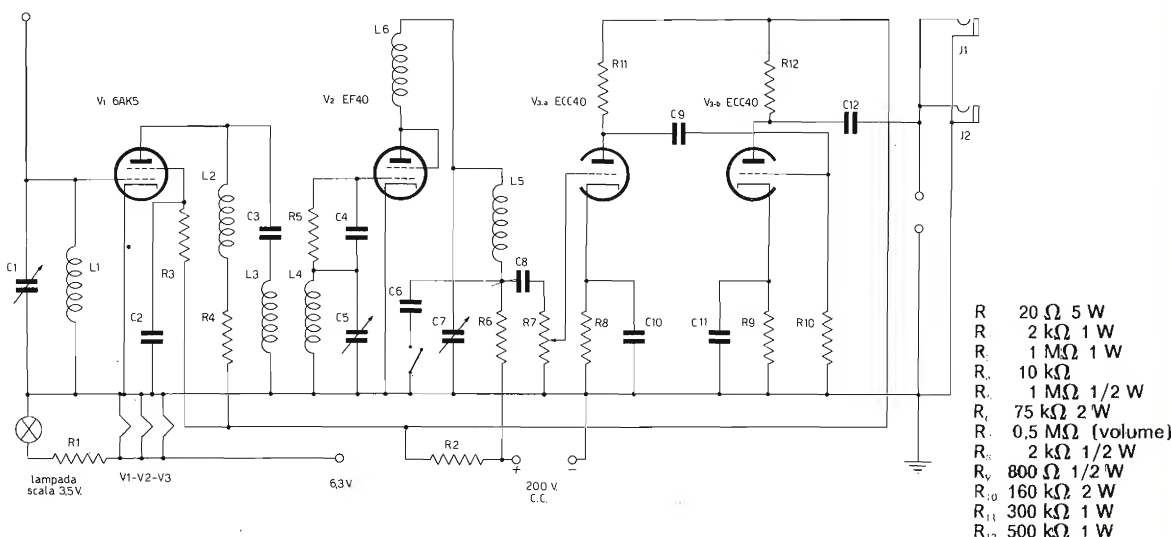 L6
J1
R11
R12
V1 6AK5
V2 EF40
V3-a ECC40
V3-b ECC40
C12
C9
J2
L2
L5
C3
R5
C4
C1
L1
C8
R3
L3
L4
C6
C2
R4
C5
C7
R6
R7
R8
C10
C11
R9
R10
R1
R2
+
−
lampada
scala 3,5V.
V1-V2-V3
6,3V
200 V.
C.C.
R 20 Ω 5 W
R 2 kΩ 1 W
R 1 MΩ 1 W
R 10 kΩ
R 1 MΩ 1/2 W
R 75 kΩ 2 W
R 0,5 MΩ (volume)
R 2 kΩ 1/2 W
R 800 Ω 1/2 W
R10 160 kΩ 2 W
R11 300 kΩ 1 W
R12 500 kΩ 1 W